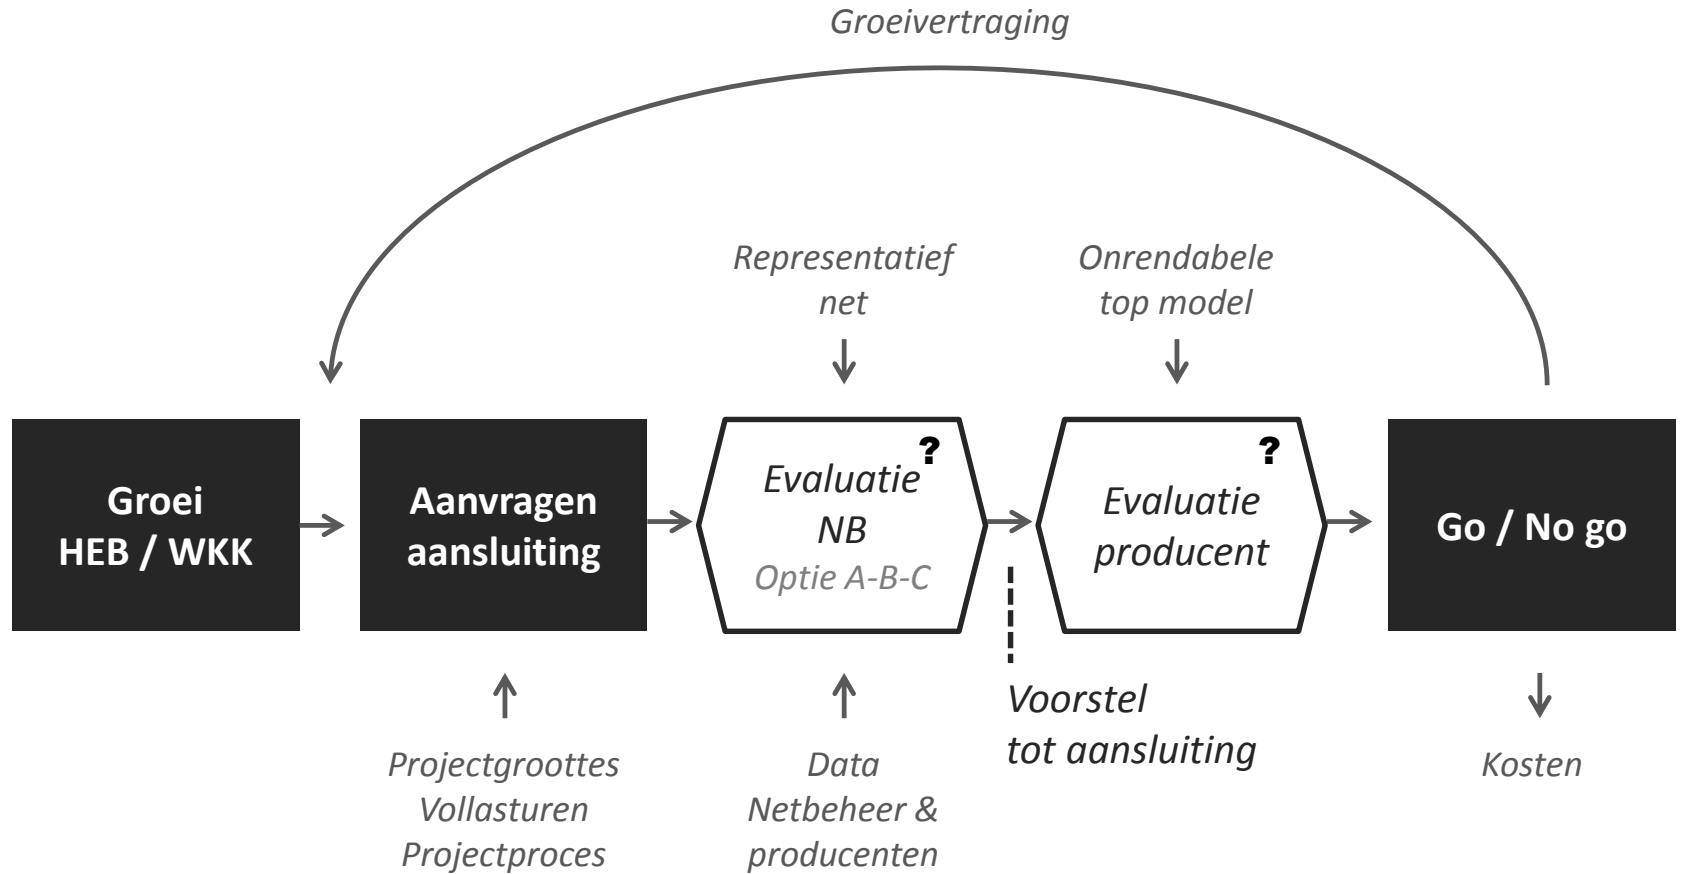 Groeivertraging
Representatief
net
Onrendabele
top model
Groei
HEB / WKK
Aanvragen
aansluiting
?
Evaluatie
NB
Optie A-B-C
?
Evaluatie
producent
Go / No go
Voorstel
tot aansluiting
Projectgroottes
Vollasturen
Projectproces
Data
Netbeheer &
producenten
Kosten